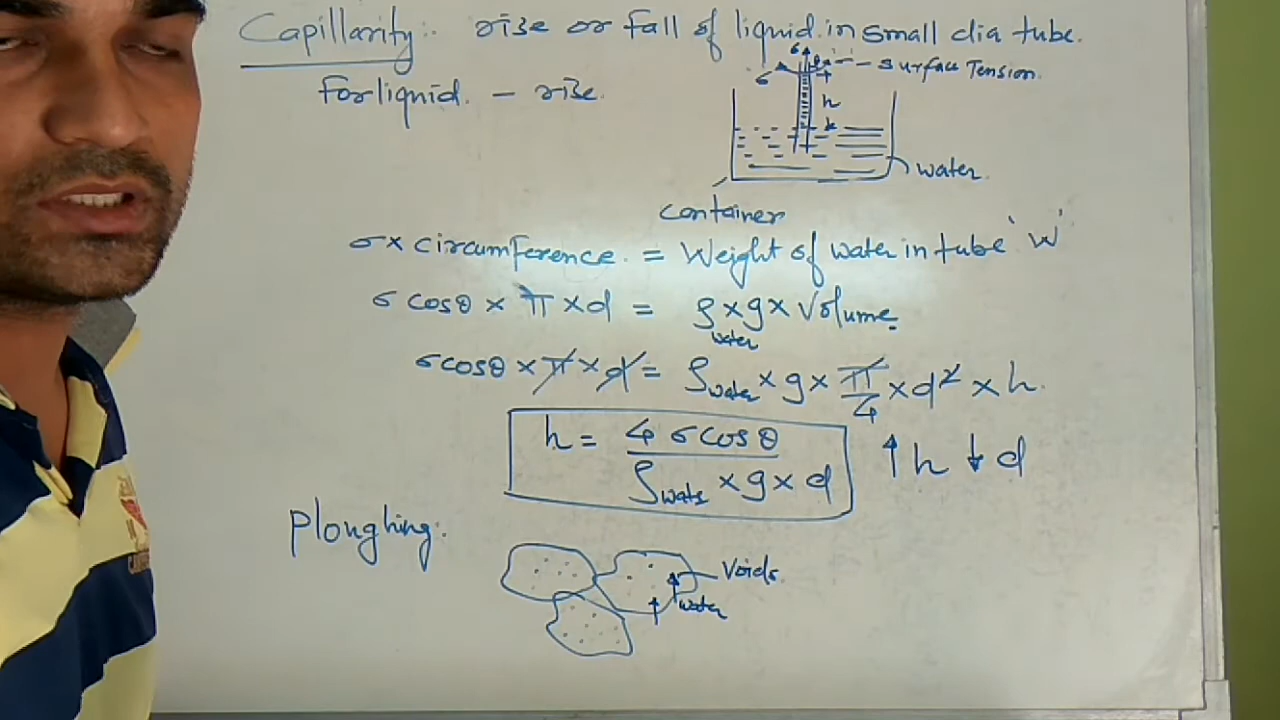 Capillarity:- rise or fall of liquid in small dia tube.
For liquid. - rise.
σ
σ
Surface Tension.
h
water.
container
σ× circumference. = Weight of water in tube 'W'
σ cosθ × π × d = ρwater × g × Volume.
σ cosθ × π × d = ρwater × g × π/4 × d² × h.
h = 4 σ cosθ / ρwate × g × d
↑ h ↓ d
Ploughing:
Voids.
water